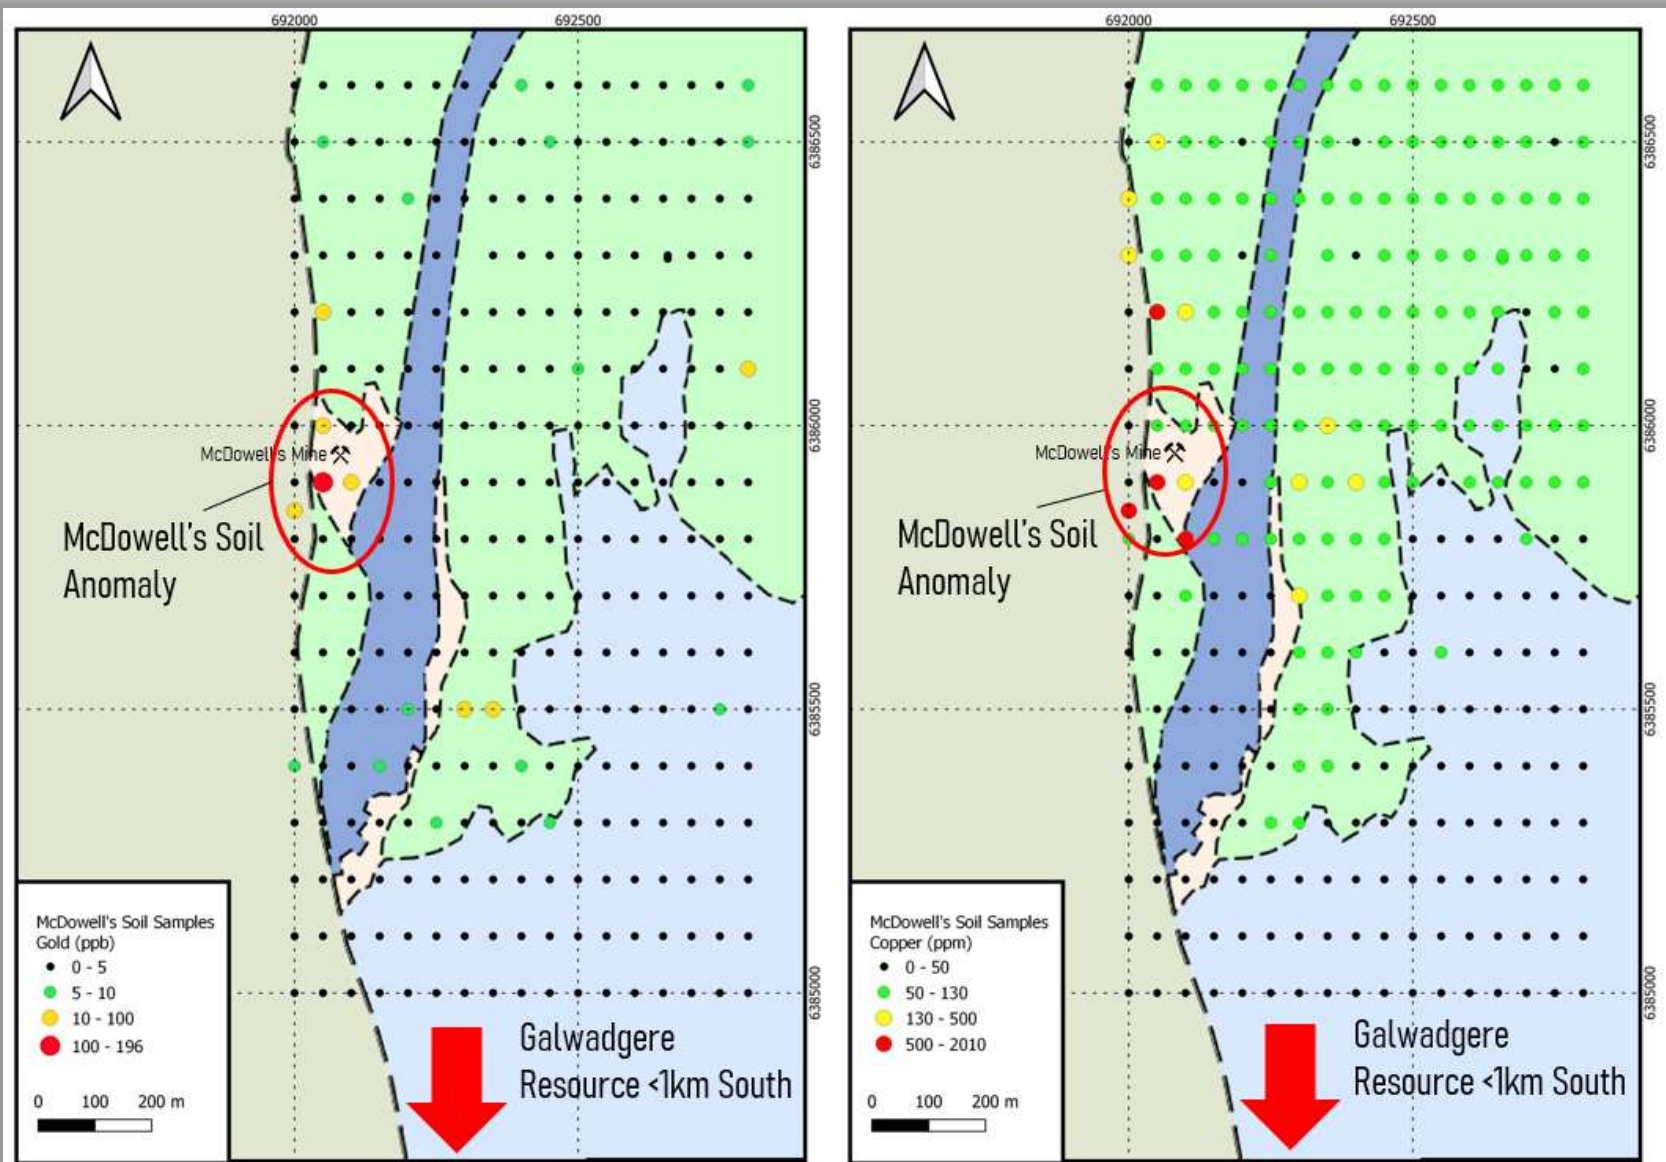 692000
692500
6386500
6386000
6385500
6385000
McDowell's Mine
McDowell's Soil
Anomaly
McDowell's Soil Samples
Gold (ppb)
0 - 5
5 - 10
10 - 100
100 - 196
0 100 200 m
Galwadgere
Resource <1km South
692000
692500
6386500
6386000
6385500
6385000
McDowell's Mine
McDowell's Soil
Anomaly
McDowell's Soil Samples
Copper (ppm)
0 - 50
50 - 130
130 - 500
500 - 2010
0 100 200 m
Galwadgere
Resource <1km South